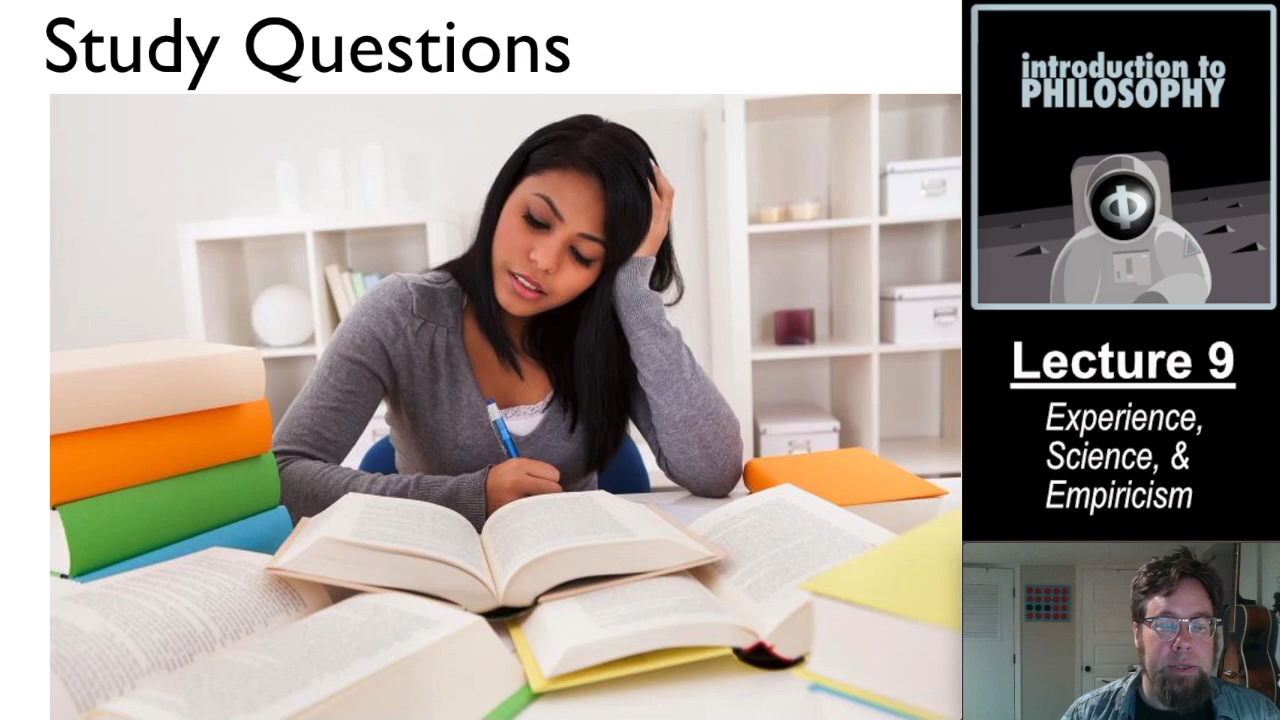 Study Questions
introduction to
PHILOSOPHY
Φ
Lecture 9
Experience,
Science, &
Empiricism